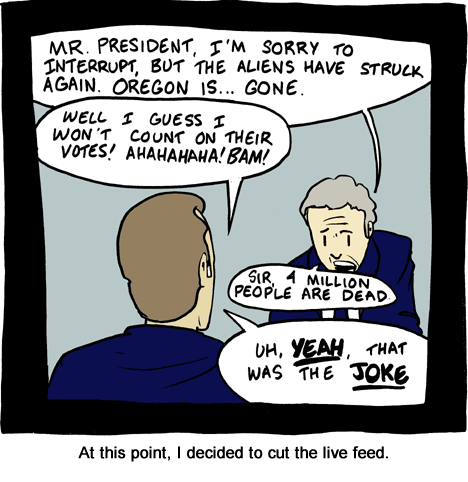 MR. PRESIDENT, I'M SORRY TO
INTERRUPT, BUT THE ALIENS HAVE STRUCK
AGAIN. OREGON IS... GONE.
WELL I GUESS I
WON'T COUNT ON THEIR
VOTES! AHAHAHAHA! BAM!
SIR, 4 MILLION
PEOPLE ARE DEAD.
UH, YEAH, THAT
WAS THE JOKE
At this point, I decided to cut the live feed.